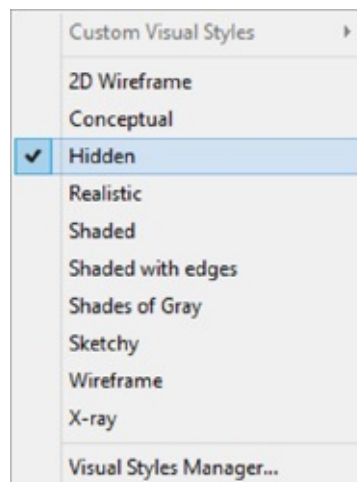 Custom Visual Styles
2D Wireframe
Conceptual
Hidden
Realistic
Shaded
Shaded with edges
Shades of Gray
Sketchy
Wireframe
X-ray
Visual Styles Manager...